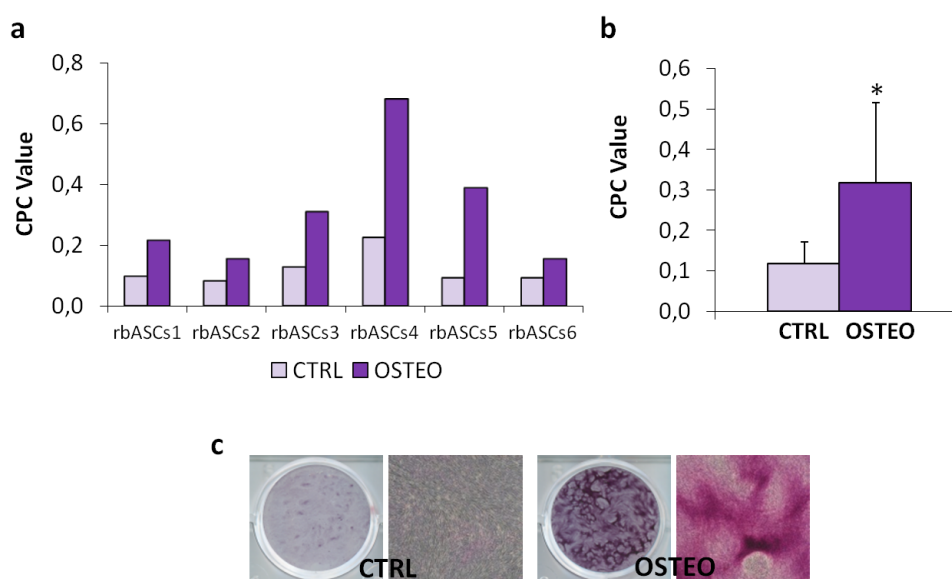 a
CPC Value
0,8
0,6
0,4
0,2
0,0
rbASCs1 rbASCs2 rbASCs3 rbASCs4 rbASCs5 rbASCs6
CTRL OSTEO
b
CPC Value
0,6
0,5
0,4
0,3
0,2
0,1
0,0
*
CTRL OSTEO
c
CTRL
OSTEO